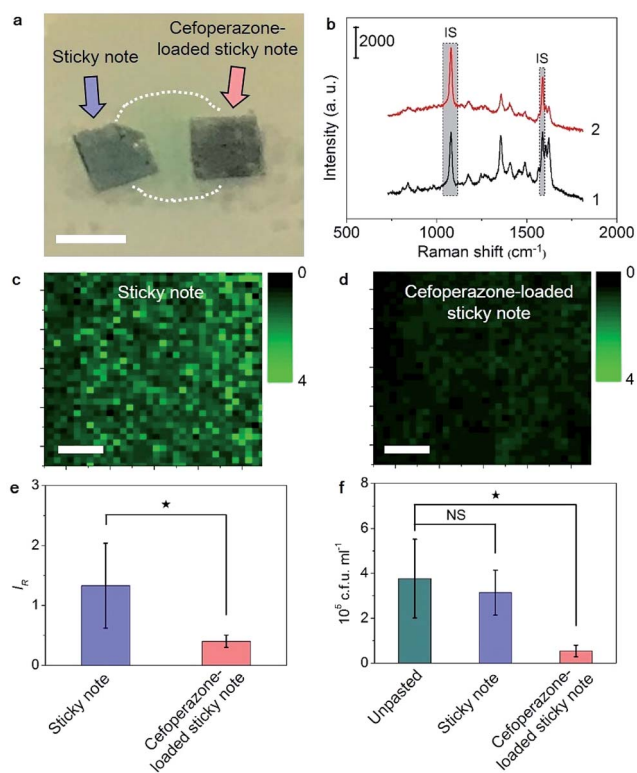 a
Sticky note
Cefoperazone-
loaded sticky note
b
2000
IS
IS
2
1
Intensity (a. u.)
500
1000
1500
2000
Raman shift (cm⁻¹)
c
Sticky note
0
4
d
Cefoperazone-loaded
sticky note
0
4
e
3
2
1
0
I_R
★
Sticky note
Cefoperazone-
loaded sticky note
f
8
6
4
2
0
10⁵ c.f.u. ml⁻¹
★
NS
Unpasted
Sticky note
Cefoperazone-
loaded sticky note